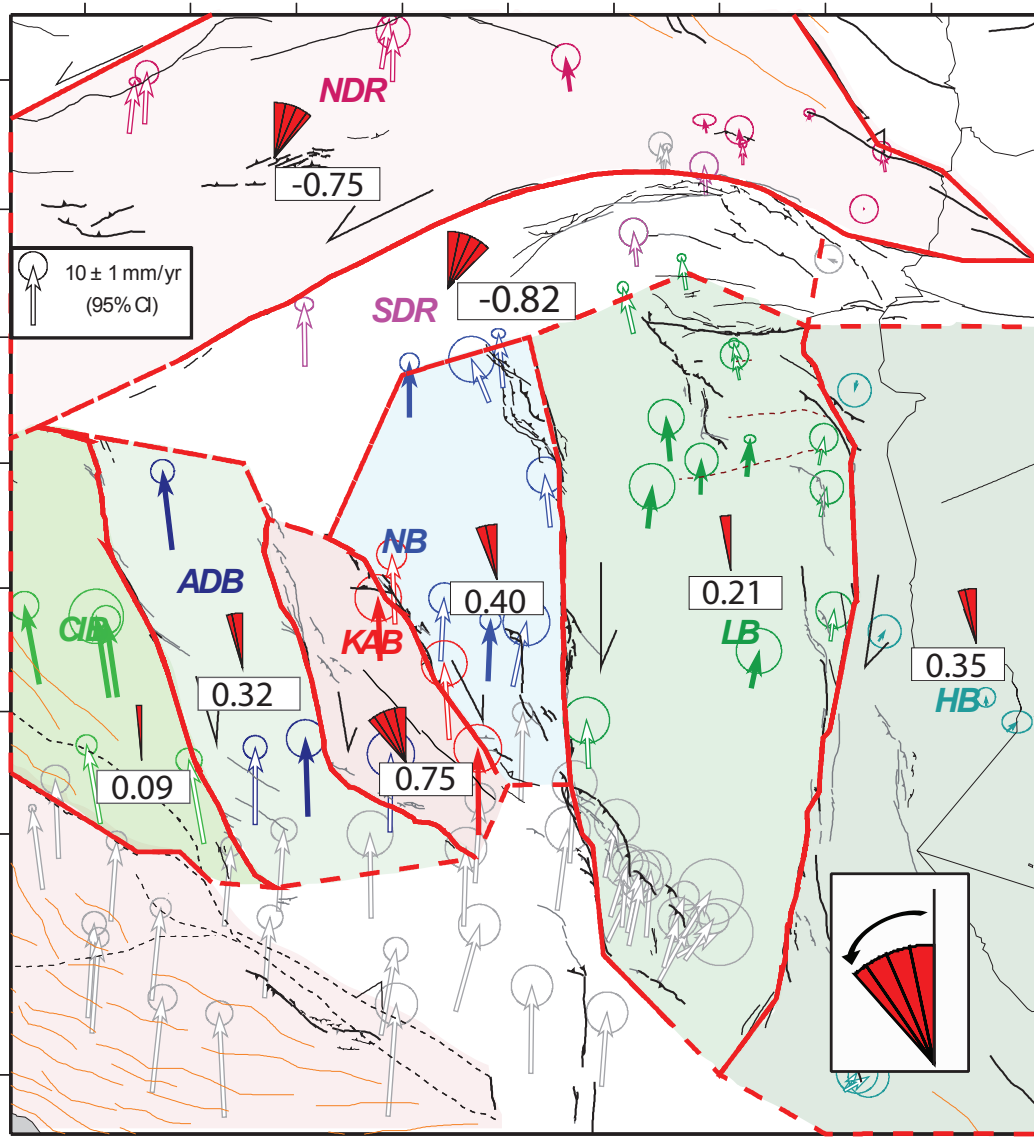 NDR
-0.75
10 ± 1 mm/yr
(95% CI)
SDR
-0.82
NB
ADB
0.40
0.21
CIB
KAB
LB
0.35
0.32
HB
0.09
0.75